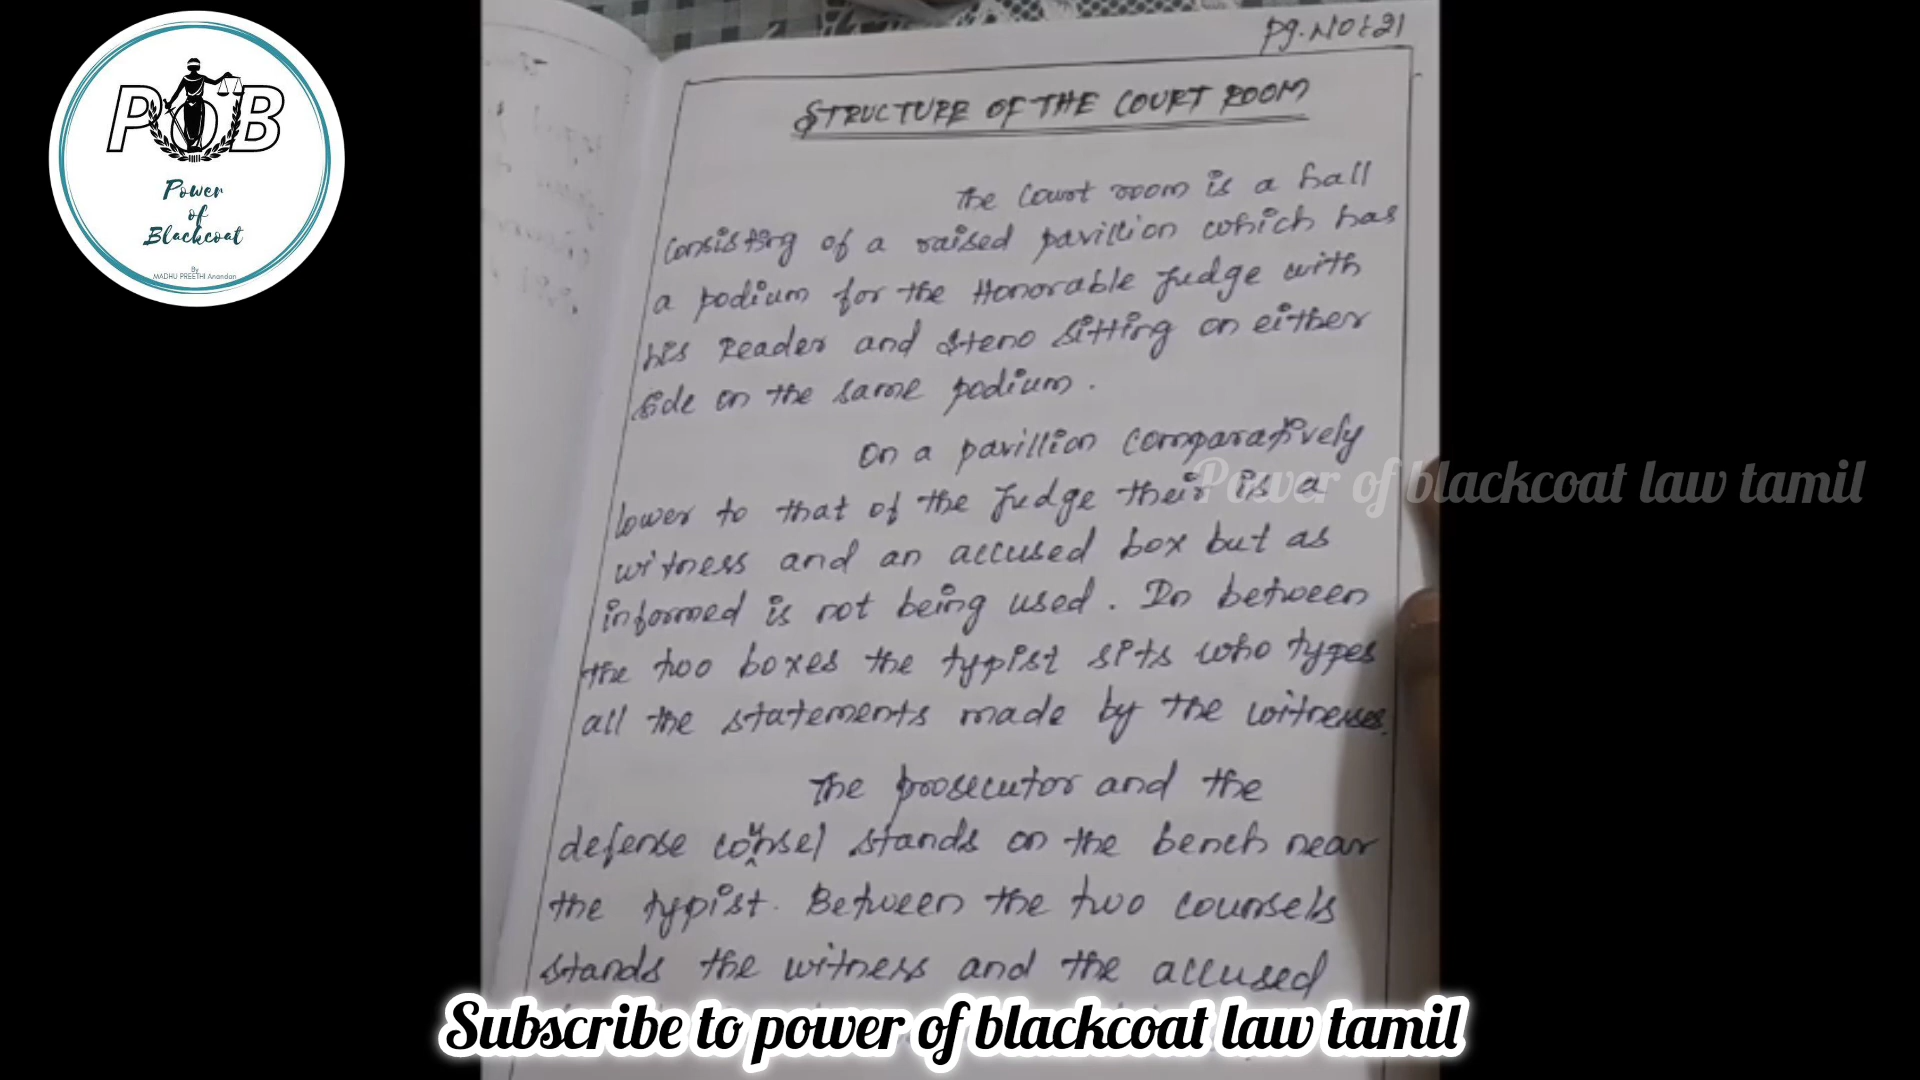 POB
Power
of
Blackcoat
By
MADHU PREETHI Anandan
Pg.No:21
STRUCTURE OF THE COURT ROOM
The Court room is a hall
consisting of a raised pavillion which has
a podium for the Honorable Judge with
his Reader and Steno sitting on either
side on the same podium.
On a pavillion comparatively
lower to that of the Judge their is a
witness and an accused box but as
informed is not being used. In between
the two boxes the typist sits who types
all the statements made by the witnesses.
The prosecutor and the
defense counsel stands on the bench near
the typist. Between the two counsels
stands the witness and the accused
Power of blackcoat law tamil
Subscribe to power of blackcoat law tamil